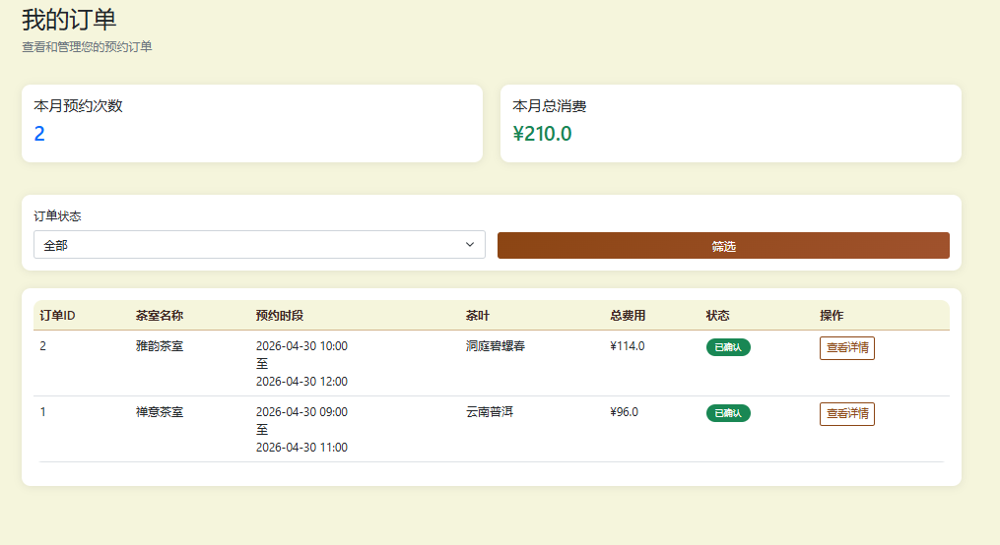 我的订单
查看和管理您的预约订单
本月预约次数
2
本月总消费
¥210.0
订单状态
全部
筛选
订单ID 茶室名称 预约时段 茶叶 总费用 状态 操作
2 雅韵茶室 2026-04-30 10:00 洞庭碧螺春 ¥114.0 已确认 查看详情
至
2026-04-30 12:00
1 禅意茶室 2026-04-30 09:00 云南普洱 ¥96.0 已确认 查看详情
至
2026-04-30 11:00